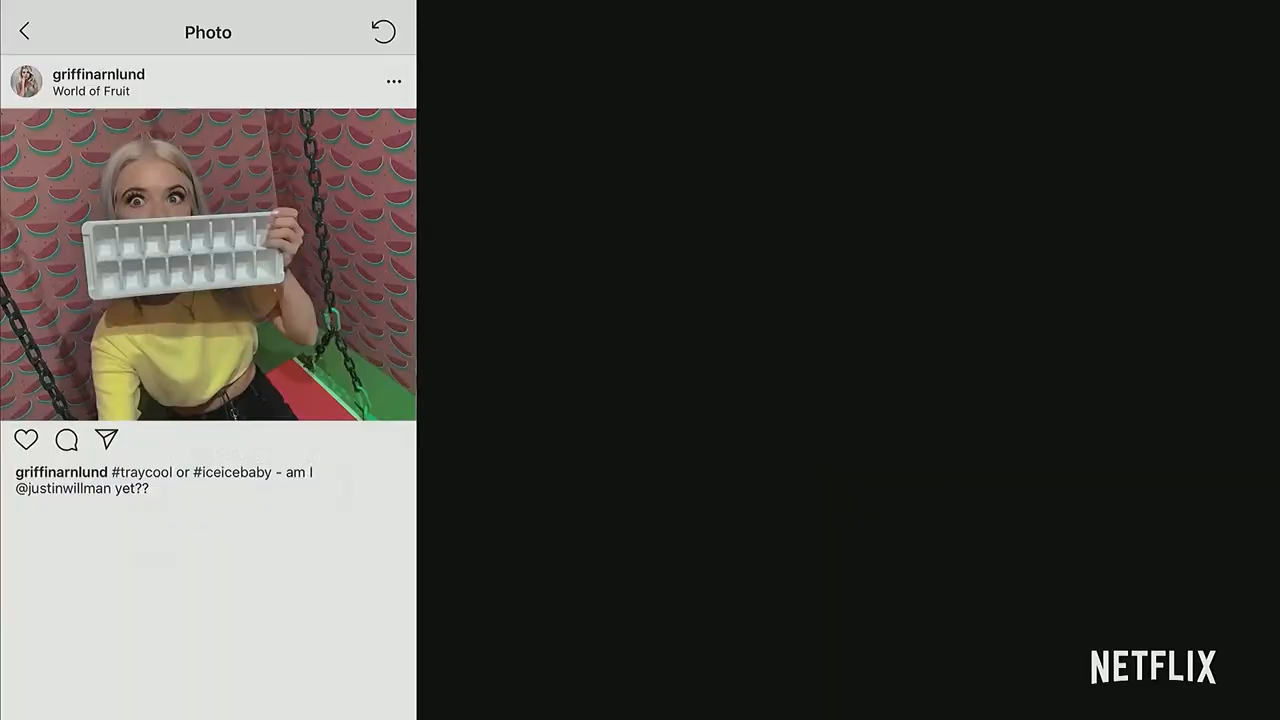 Photo
griffinarnlund
World of Fruit
griffinarnlund #traycool or #iceicebaby - am I
@justinwillman yet??
NETFLIX